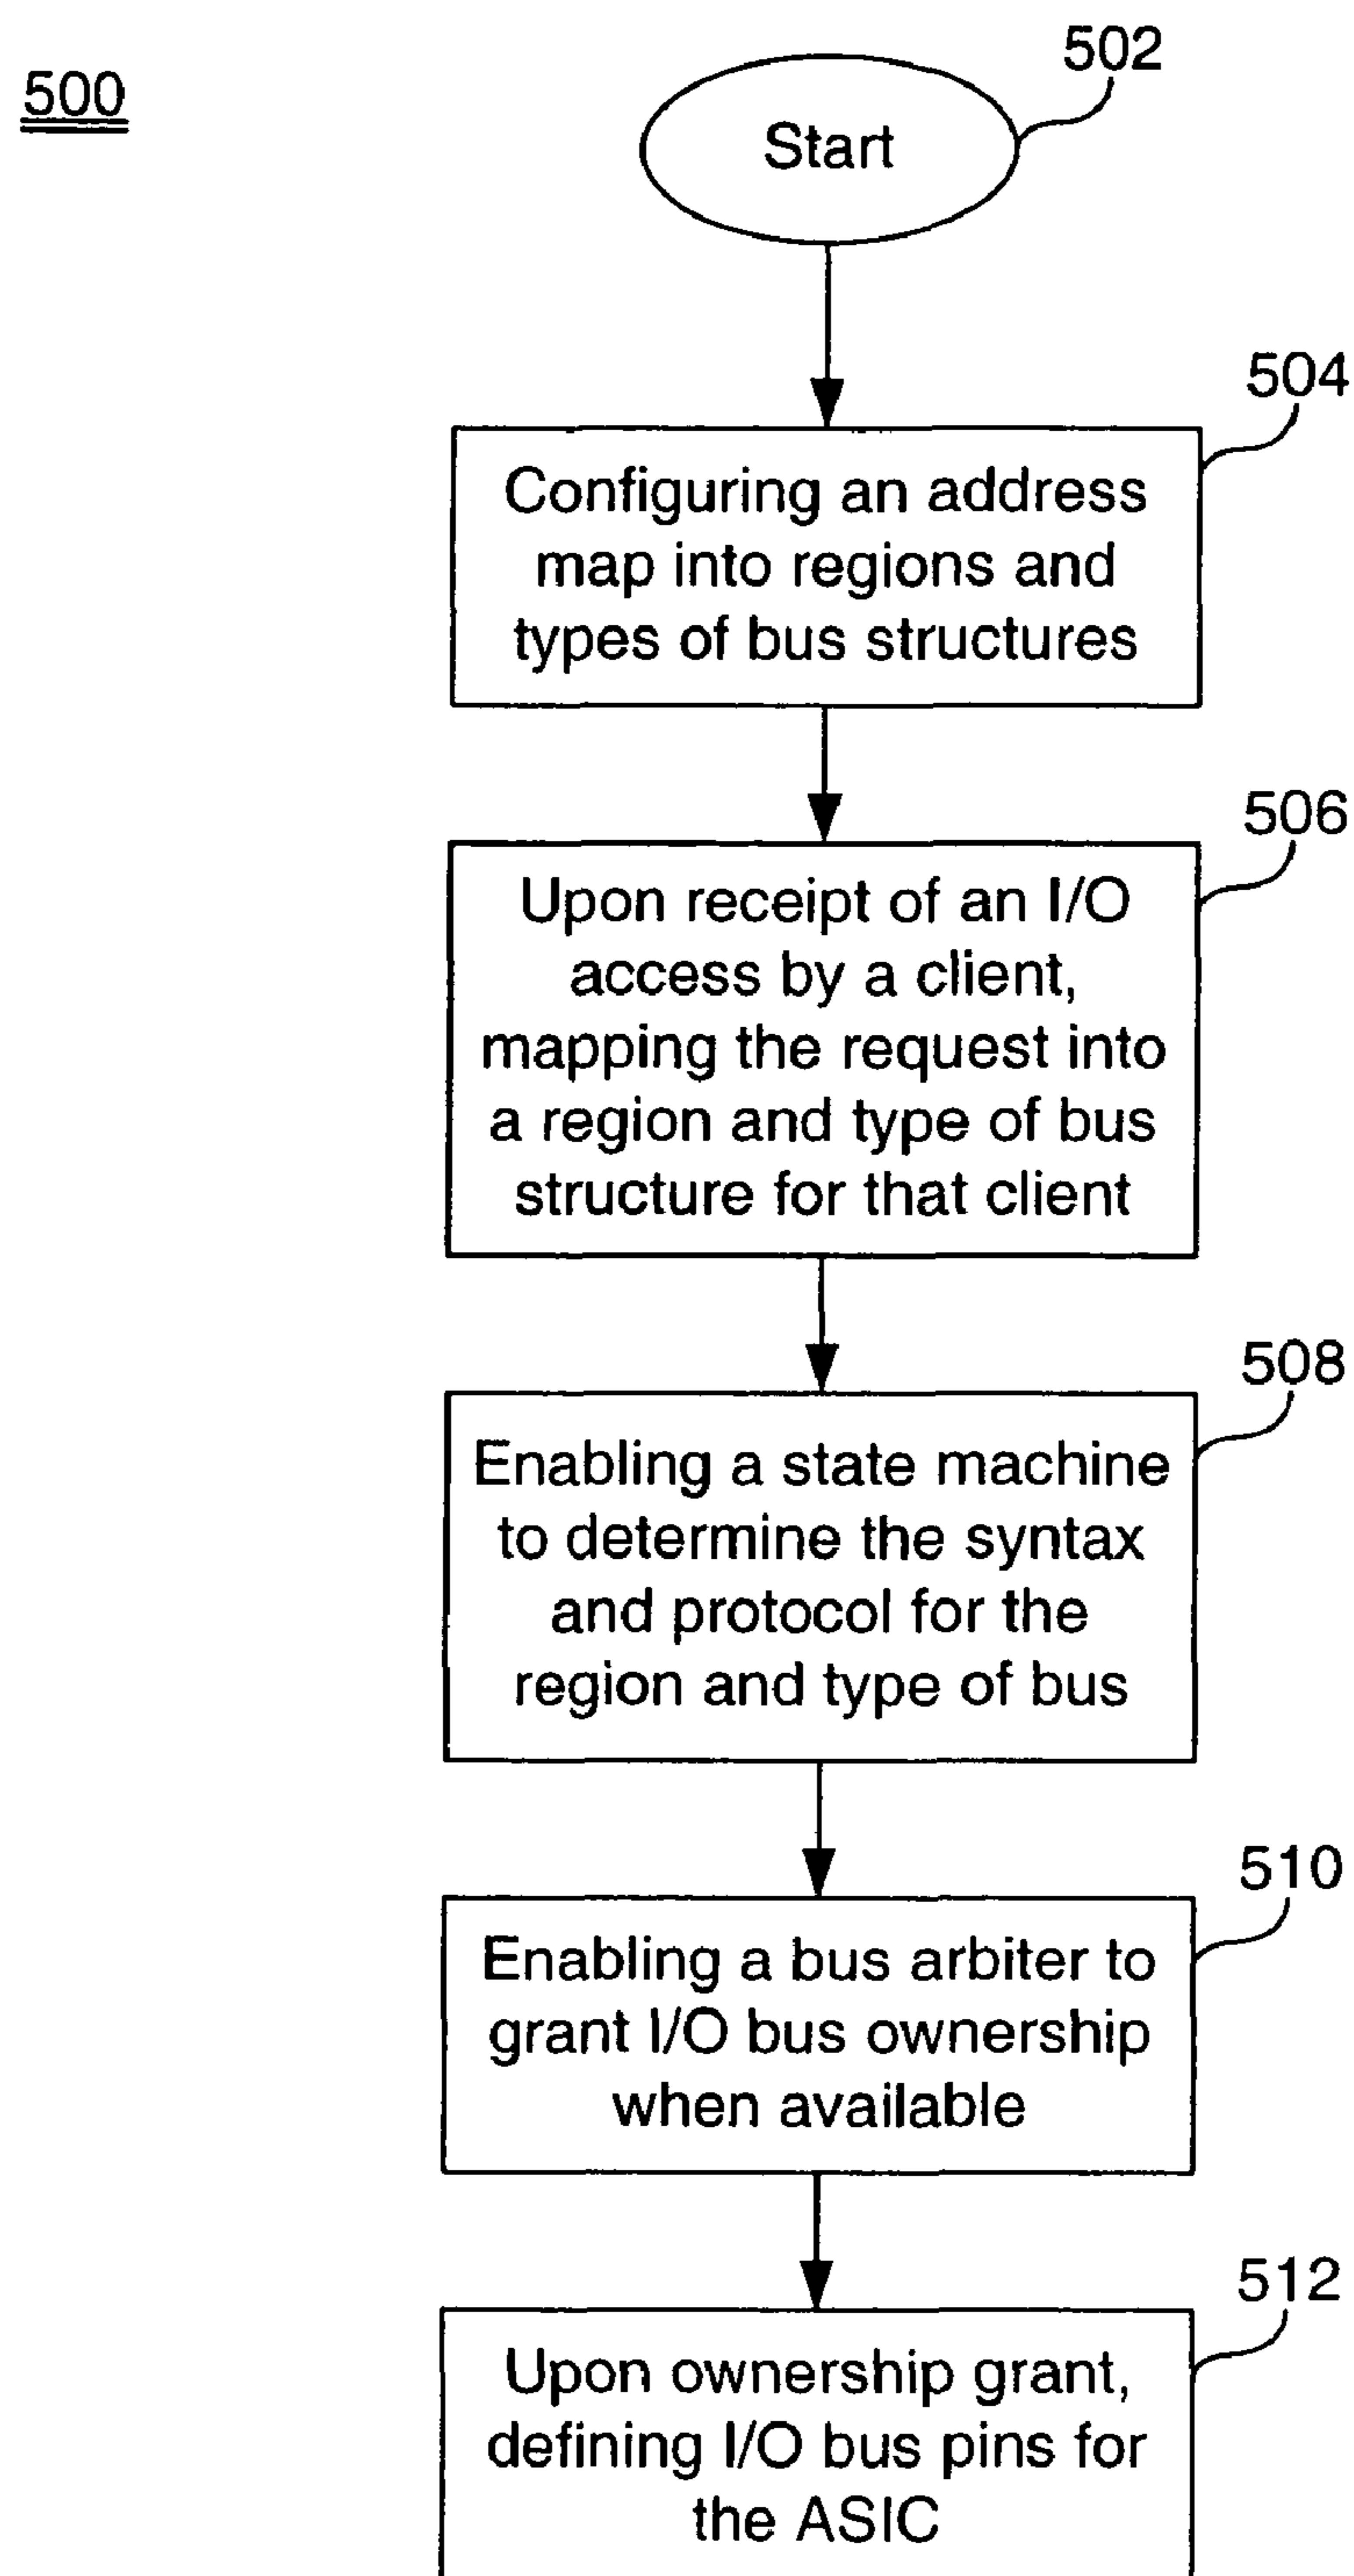 500
502
Start
504
Configuring an address
map into regions and
types of bus structures
506
Upon receipt of an I/O
access by a client,
mapping the request into
a region and type of bus
structure for that client
508
Enabling a state machine
to determine the syntax
and protocol for the
region and type of bus
510
Enabling a bus arbiter to
grant I/O bus ownership
when available
512
Upon ownership grant,
defining I/O bus pins for
the ASIC